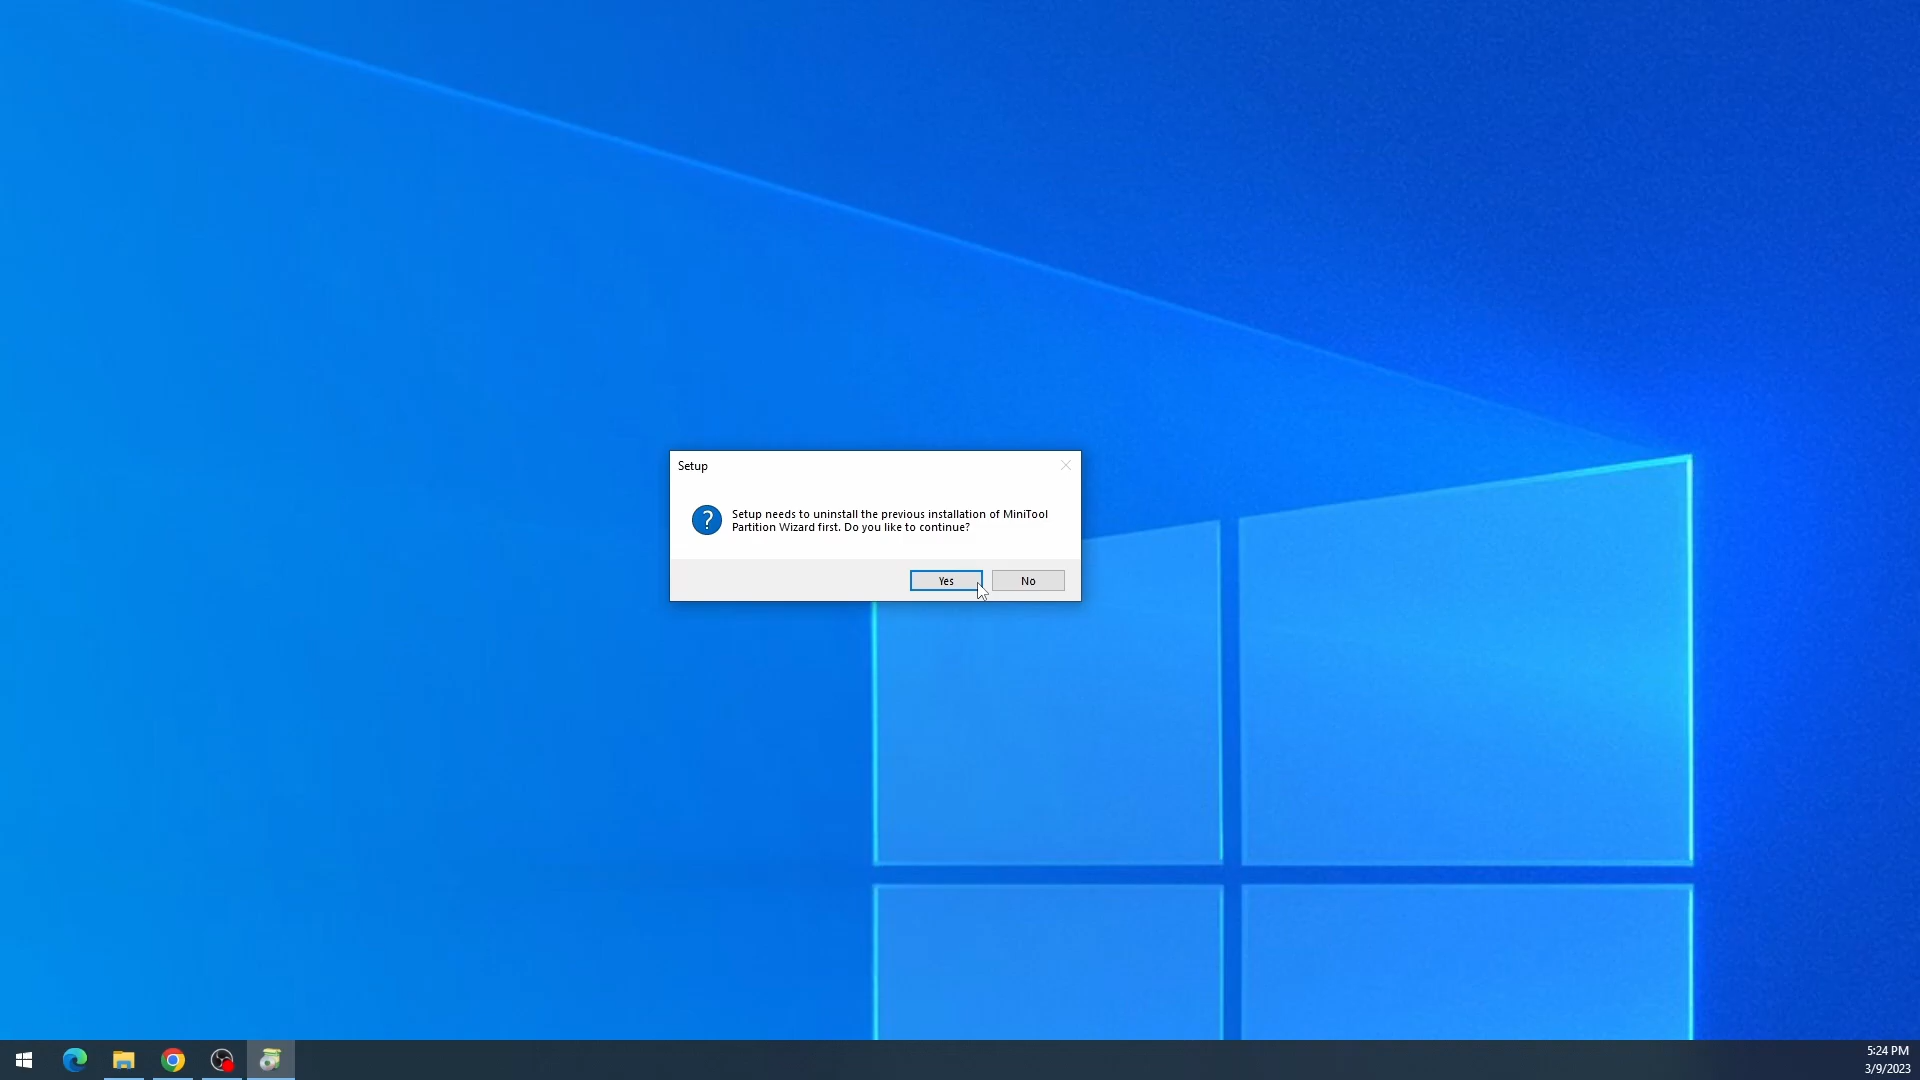 Setup
Setup needs to uninstall the previous installation of MiniTool
Partition Wizard first. Do you like to continue?
Yes
No
5:24 PM
3/9/2023